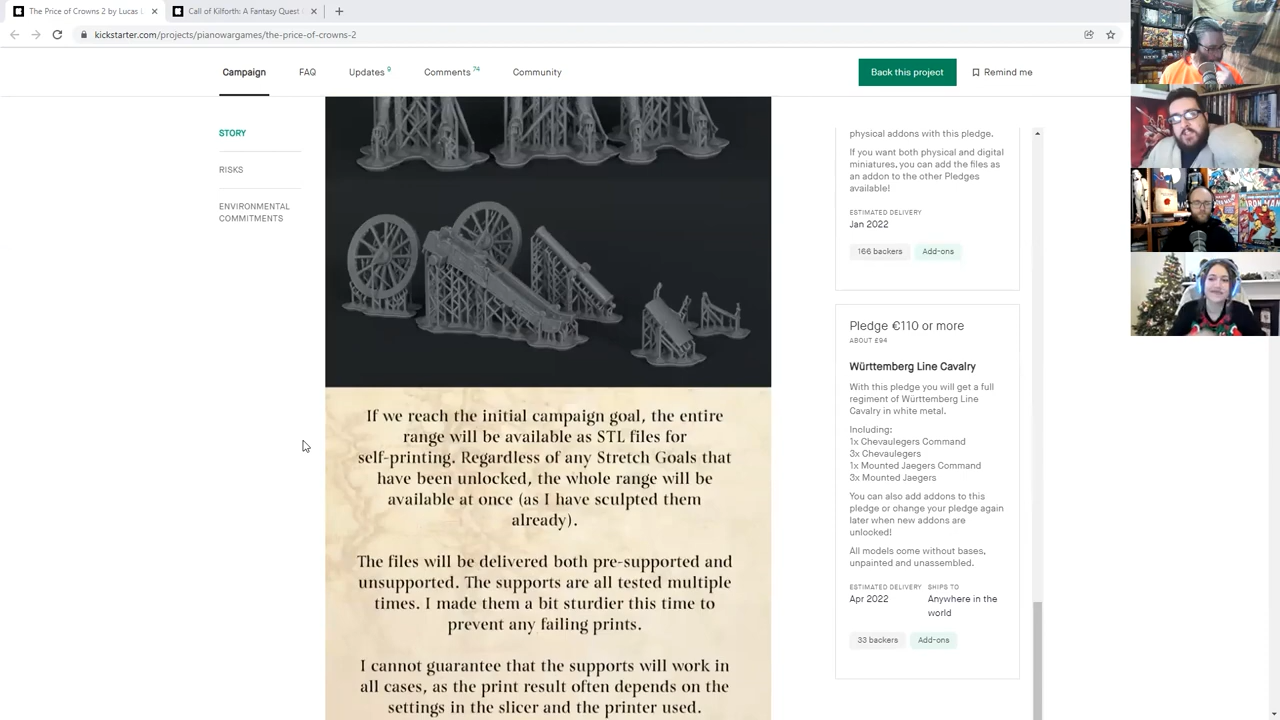 The Price of Crowns 2 by Lucas L
Call of Kilforth: A Fantasy Quest
kickstarter.com/projects/pianowargames/the-price-of-crowns-2
Campaign
FAQ
Updates 9
Comments 74
Community
Back this project
Remind me
STORY
RISKS
ENVIRONMENTAL
COMMITMENTS
If we reach the initial campaign goal, the entire
range will be available as STL files for
self-printing. Regardless of any Stretch Goals that
have been unlocked, the whole range will be
available at once (as I have sculpted them
already).
The files will be delivered both pre-supported and
unsupported. The supports are all tested multiple
times. I made them a bit sturdier this time to
prevent any failing prints.
I cannot guarantee that the supports will work in
all cases, as the print result often depends on the
settings in the slicer and the printer used.
physical addons with this pledge.
If you want both physical and digital
miniatures, you can add the files as
an addon to the other Pledges
available!
ESTIMATED DELIVERY
Jan 2022
166 backers
Add-ons
Pledge €110 or more
ABOUT £94
Württemberg Line Cavalry
With this pledge you will get a full
regiment of Württemberg Line
Cavalry in white metal.
Including:
1x Chevaulegers Command
3x Chevaulegers
1x Mounted Jaegers Command
3x Mounted Jaegers
You can also add addons to this
pledge or change your pledge again
later when new addons are
unlocked!
All models come without bases,
unpainted and unassembled.
ESTIMATED DELIVERY
Apr 2022
SHIPS TO
Anywhere in the
world
33 backers
Add-ons
IRON MAN